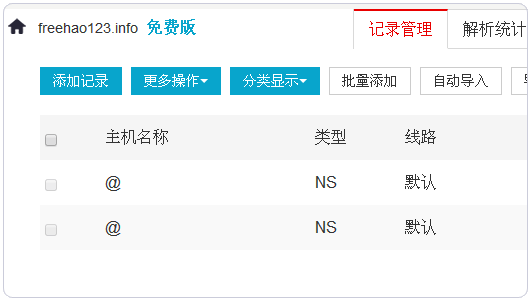 freehao123.info 免费版 记录管理 解析统计
添加记录 更多操作 分类显示 批量添加 自动导入
主机名称 类型 线路
@ NS 默认
@ NS 默认